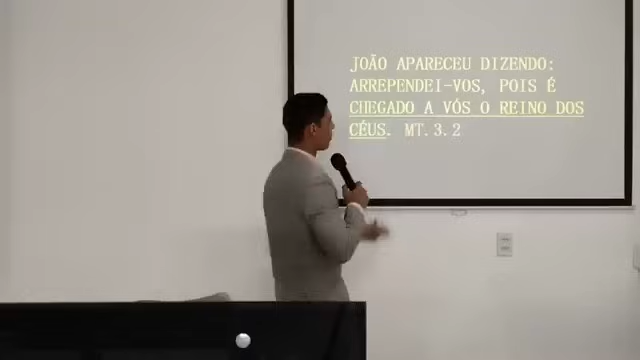 JOÃO APARECEU DIZENDO:
ARREPENDEI-VOS, POIS É
CHEGADO A VÓS O REINO DOS
CÉUS. MT.3.2